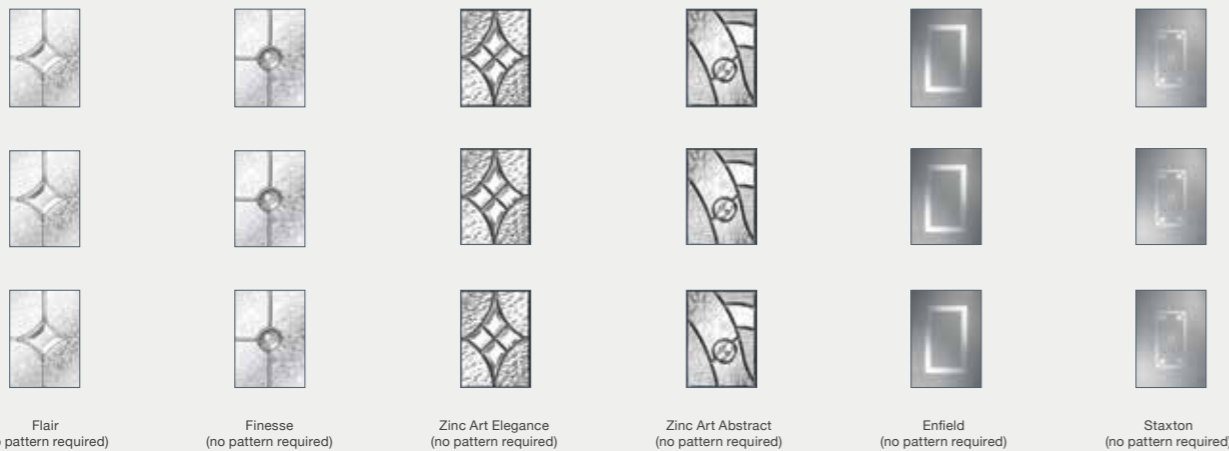 Flair
pattern required)
Finesse
(no pattern required)
Zinc Art Elegance
(no pattern required)
Zinc Art Abstract
(no pattern required)
Enfield
(no pattern required)
Staxton
(no pattern required)